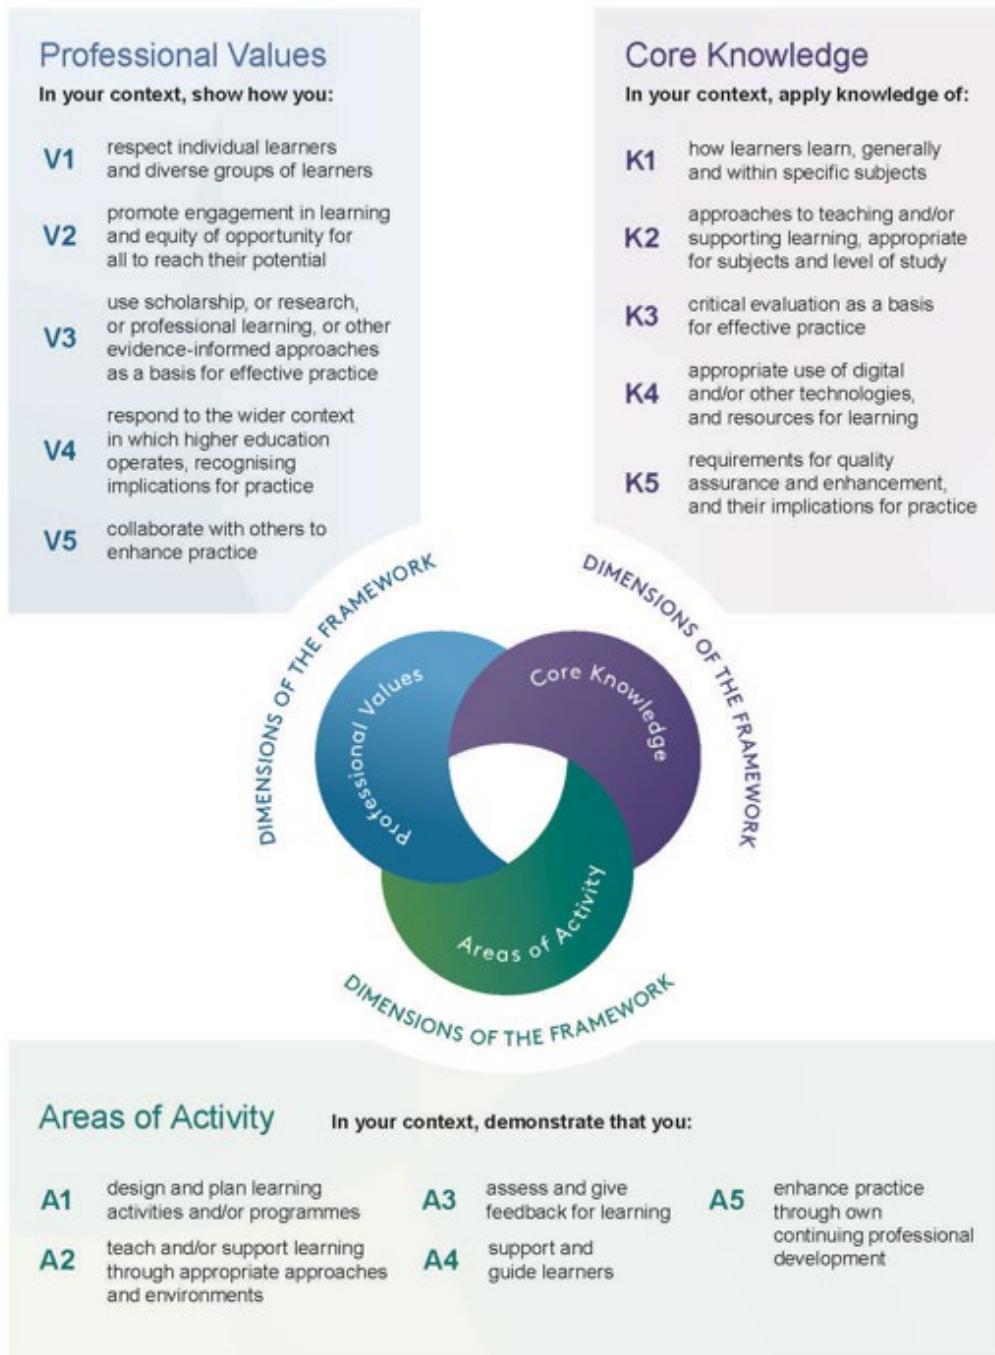 Professional Values
In your context, show how you:
V1
respect individual learners
and diverse groups of learners
V2
promote engagement in learning
and equity of opportunity for
all to reach their potential
V3
use scholarship, or research,
or professional learning, or other
evidence-informed approaches
as a basis for effective practice
V4
respond to the wider context
in which higher education
operates, recognising
implications for practice
V5
collaborate with others to
enhance practice
Core Knowledge
In your context, apply knowledge of:
K1
how learners learn, generally
and within specific subjects
K2
approaches to teaching and/or
supporting learning, appropriate
for subjects and level of study
K3
critical evaluation as a basis
for effective practice
K4
appropriate use of digital
and/or other technologies,
and resources for learning
K5
requirements for quality
assurance and enhancement,
and their implications for practice
DIMENSIONS OF THE FRAMEWORK
DIMENSIONS OF THE FRAMEWORK
Professional Values
Core Knowledge
Areas of Activity
DIMENSIONS OF THE FRAMEWORK
Areas of Activity
In your context, demonstrate that you:
A1
design and plan learning
activities and/or programmes
A2
teach and/or support learning
through appropriate approaches
and environments
A3
assess and give
feedback for learning
A4
support and
guide learners
A5
enhance practice
through own
continuing professional
development